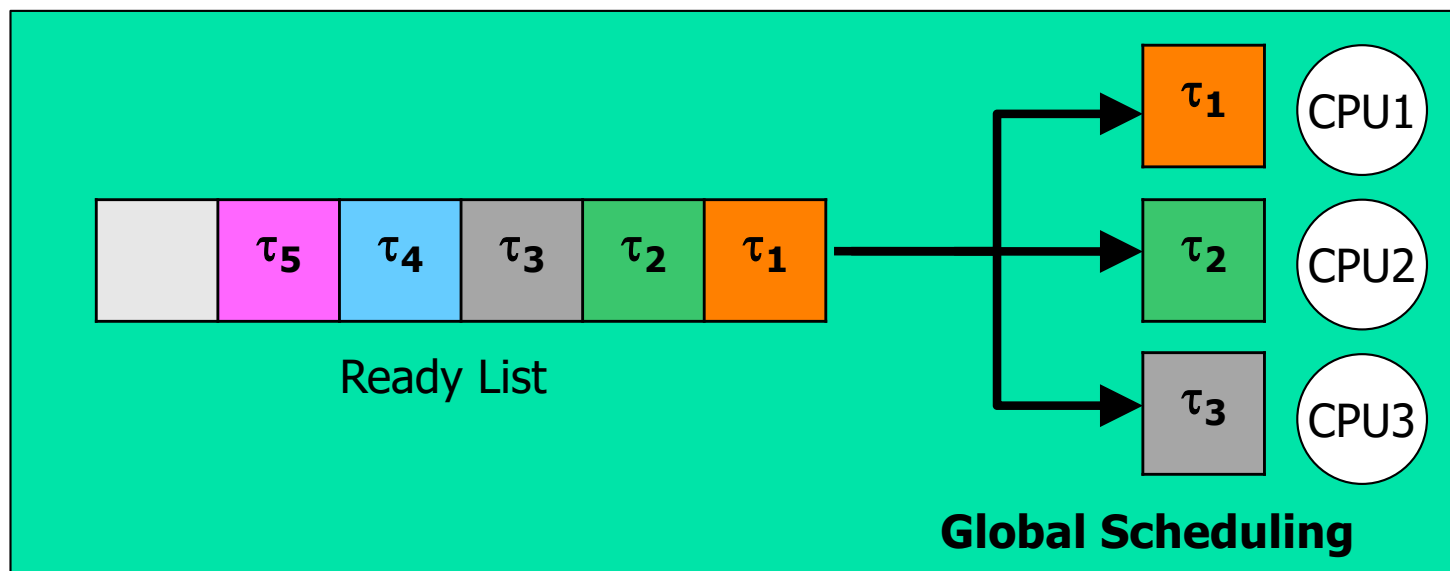 τ1 CPU1
τ5 τ4 τ3 τ2 τ1 τ2 CPU2
Ready List
τ3 CPU3
Global Scheduling